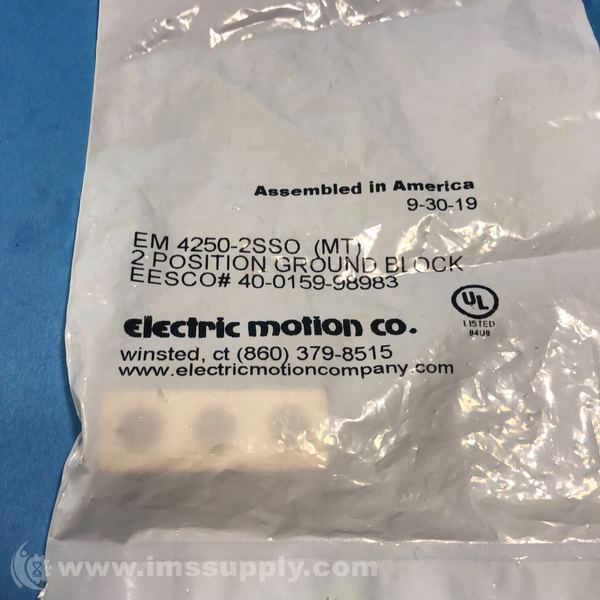 Assembled in America
9-30-19
EM 4250-2SSO (MT)
2 POSITION GROUND BLOCK
EESCO# 40-0159-98983
UL
LISTED
84U8
electric motion co.
winsted, ct (860) 379-8515
www.electricmotioncompany.com
www.imssupply.com